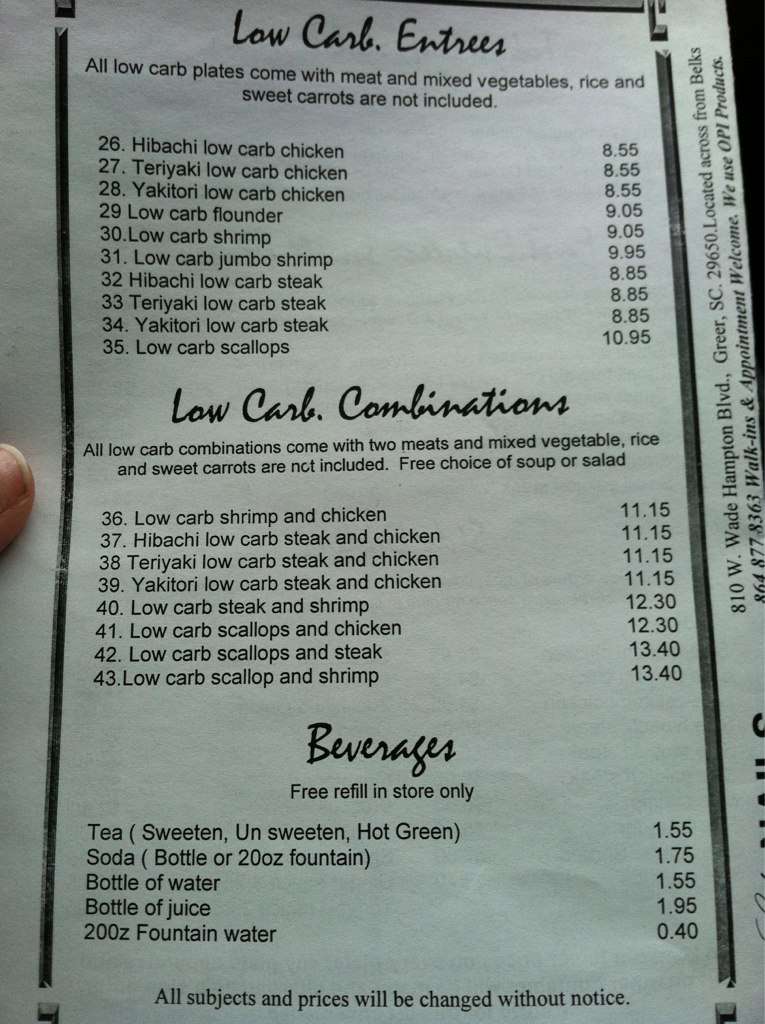 Low Carb. Entrees
All low carb plates come with meat and mixed vegetables, rice and
sweet carrots are not included.
26. Hibachi low carb chicken 8.55
27. Teriyaki low carb chicken 8.55
28. Yakitori low carb chicken 8.55
29 Low carb flounder 9.05
30.Low carb shrimp 9.05
31. Low carb jumbo shrimp 9.95
32 Hibachi low carb steak 8.85
33 Teriyaki low carb steak 8.85
34. Yakitori low carb steak 8.85
35. Low carb scallops 10.95
Low Carb. Combinations
All low carb combinations come with two meats and mixed vegetable, rice
and sweet carrots are not included. Free choice of soup or salad
36. Low carb shrimp and chicken 11.15
37. Hibachi low carb steak and chicken 11.15
38 Teriyaki low carb steak and chicken 11.15
39. Yakitori low carb steak and chicken 11.15
40. Low carb steak and shrimp 12.30
41. Low carb scallops and chicken 12.30
42. Low carb scallops and steak 13.40
43.Low carb scallop and shrimp 13.40
Beverages
Free refill in store only
Tea ( Sweeten, Un sweeten, Hot Green) 1.55
Soda ( Bottle or 20oz fountain) 1.75
Bottle of water 1.55
Bottle of juice 1.95
200z Fountain water 0.40
All subjects and prices will be changed without notice.
810 W. Wade Hampton Blvd., Greer, SC. 29650.Located across from Belks
864 877 8363 Walk-ins & Appointment Welcome. We use OPI Products.